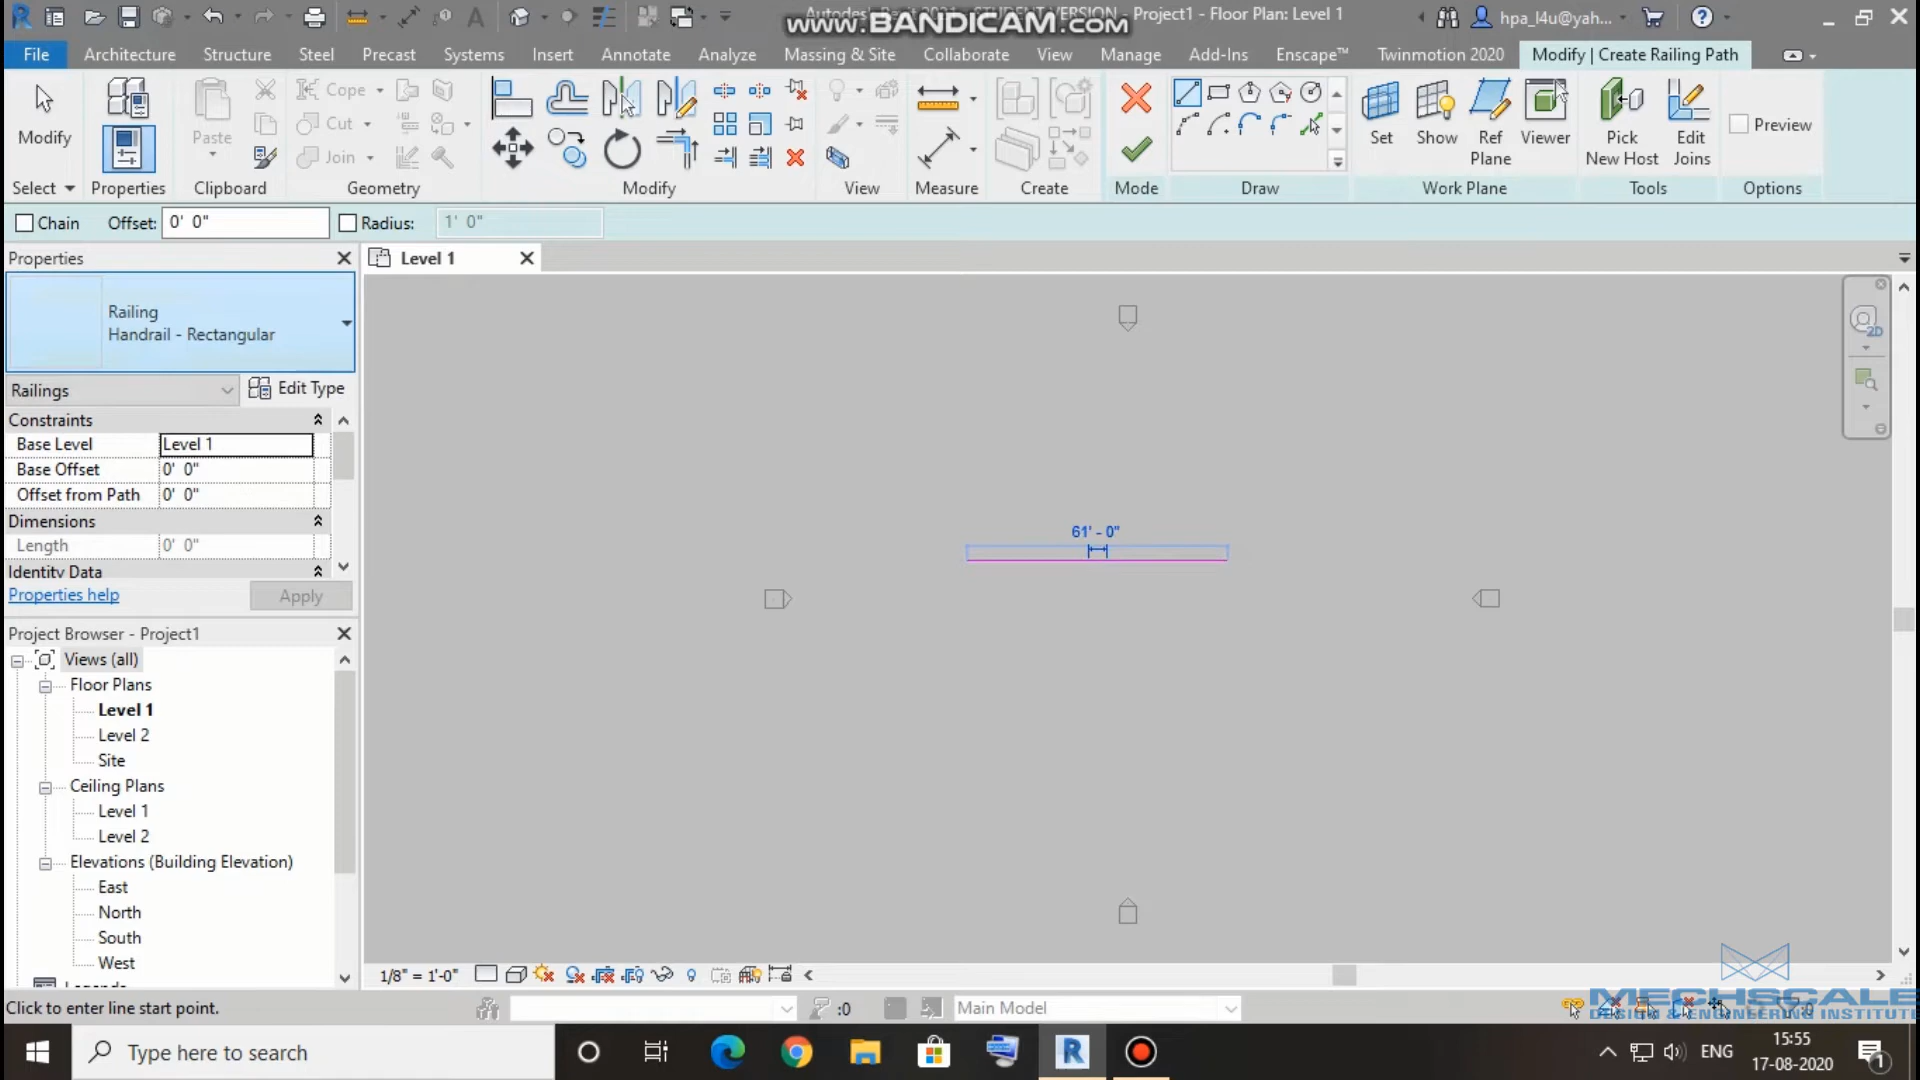 www.BANDICAM.com
VERSION - Project1 - Floor Plan: Level 1
hpa_l4u@yah...
File
Architecture
Structure
Steel
Precast
Systems
Insert
Annotate
Analyze
Massing & Site
Collaborate
View
Manage
Add-Ins
Enscape™
Twinmotion 2020
Modify | Create Railing Path
Modify
Paste
Cope
Cut
Join
Set
Show
Ref Plane
Viewer
Pick New Host
Edit Joins
Preview
Select
Properties
Clipboard
Geometry
Modify
View
Measure
Create
Mode
Draw
Work Plane
Tools
Options
Chain
Offset:
0' 0"
Radius:
1' 0"
Properties
Level 1
Railing
Handrail - Rectangular
Railings
Edit Type
Constraints
Base Level
Level 1
Base Offset
0' 0"
Offset from Path
0' 0"
Dimensions
Length
0' 0"
Identity Data
Properties help
Apply
61' - 0"
Project Browser - Project1
Views (all)
Floor Plans
Level 1
Level 2
Site
Ceiling Plans
Level 1
Level 2
Elevations (Building Elevation)
East
North
South
West
1/8" = 1'-0"
2D
Click to enter line start point.
:0
Main Model
MECHSCALE
DESIGN & ENGINEERING INSTITUTE
Type here to search
ENG
15:55
17-08-2020
1